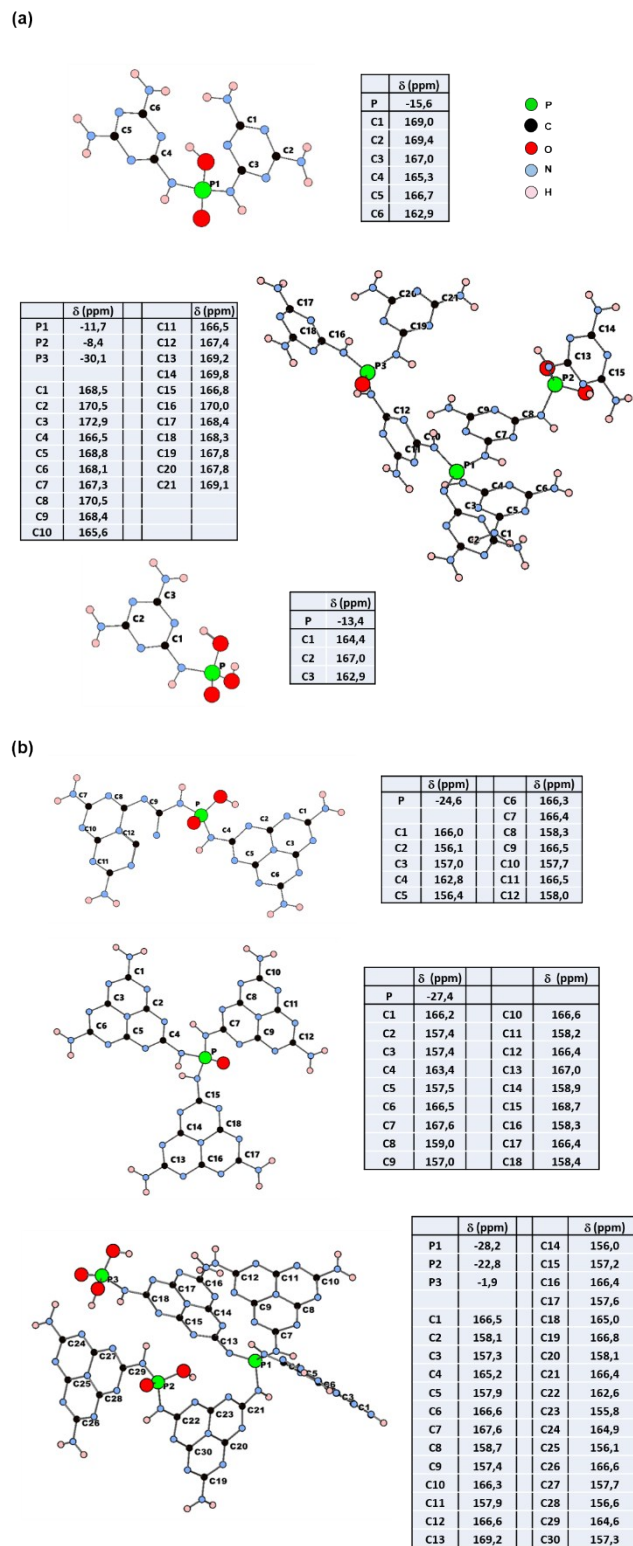 (a)
C6
C5
C4
C1
C2
C3
P1
δ (ppm)
P -15,6
C1 169,0
C2 169,4
C3 167,0
C4 165,3
C5 166,7
C6 162,9
P
C
O
N
H
δ (ppm) δ (ppm)
P1 -11,7 C11 166,5
P2 -8,4 C12 167,4
P3 -30,1 C13 169,2
C14 169,8
C1 168,5 C15 166,8
C2 170,5 C16 170,0
C3 172,9 C17 168,4
C4 166,5 C18 168,3
C5 168,8 C19 167,8
C6 168,1 C20 167,8
C7 167,3 C21 169,1
C8 170,5
C9 168,4
C10 165,6
C17
C18
C16
C20
C21
C19
P3
C14
C13
C15
P2
C12
C11
C10
C9
C8
C7
P1
C4
C6
C3
C5
C2
C1
C3
C2
C1
P
δ (ppm)
P -13,4
C1 164,4
C2 167,0
C3 162,9
(b)
C7
C8
C9
C10
C12
C11
P
C4
C2
C1
C5
C3
C6
δ (ppm) δ (ppm)
P -24,6 C6 166,3
C7 166,4
C1 166,0 C8 158,3
C2 156,1 C9 166,5
C3 157,0 C10 157,7
C4 162,8 C11 166,5
C5 156,4 C12 158,0
C1
C3
C2
C6
C5
C4
C10
C8
C11
C7
C9
C12
P
C15
C14
C18
C13
C16
C17
δ (ppm) δ (ppm)
P -27,4
C1 166,2 C10 166,6
C2 157,4 C11 158,2
C3 157,4 C12 166,4
C4 163,4 C13 167,0
C5 157,5 C14 158,9
C6 166,5 C15 168,7
C7 167,6 C16 158,3
C8 159,0 C17 166,4
C9 157,0 C18 158,4
P3
C18
C17
C16
C15
C14
C13
C12
C11
C10
C9
C8
C7
P1
C5
C6
C3
C1
C24
C27
C29
C25
C28
C26
P2
C22
C23
C21
C30
C20
C19
δ (ppm) δ (ppm)
P1 -28,2 C14 156,0
P2 -22,8 C15 157,2
P3 -1,9 C16 166,4
C17 157,6
C1 166,5 C18 165,0
C2 158,1 C19 166,8
C3 157,3 C20 158,1
C4 165,2 C21 166,4
C5 157,9 C22 162,6
C6 166,6 C23 155,8
C7 167,6 C24 164,9
C8 158,7 C25 156,1
C9 157,4 C26 166,6
C10 166,3 C27 157,7
C11 157,9 C28 156,6
C12 166,6 C29 164,6
C13 169,2 C30 157,3